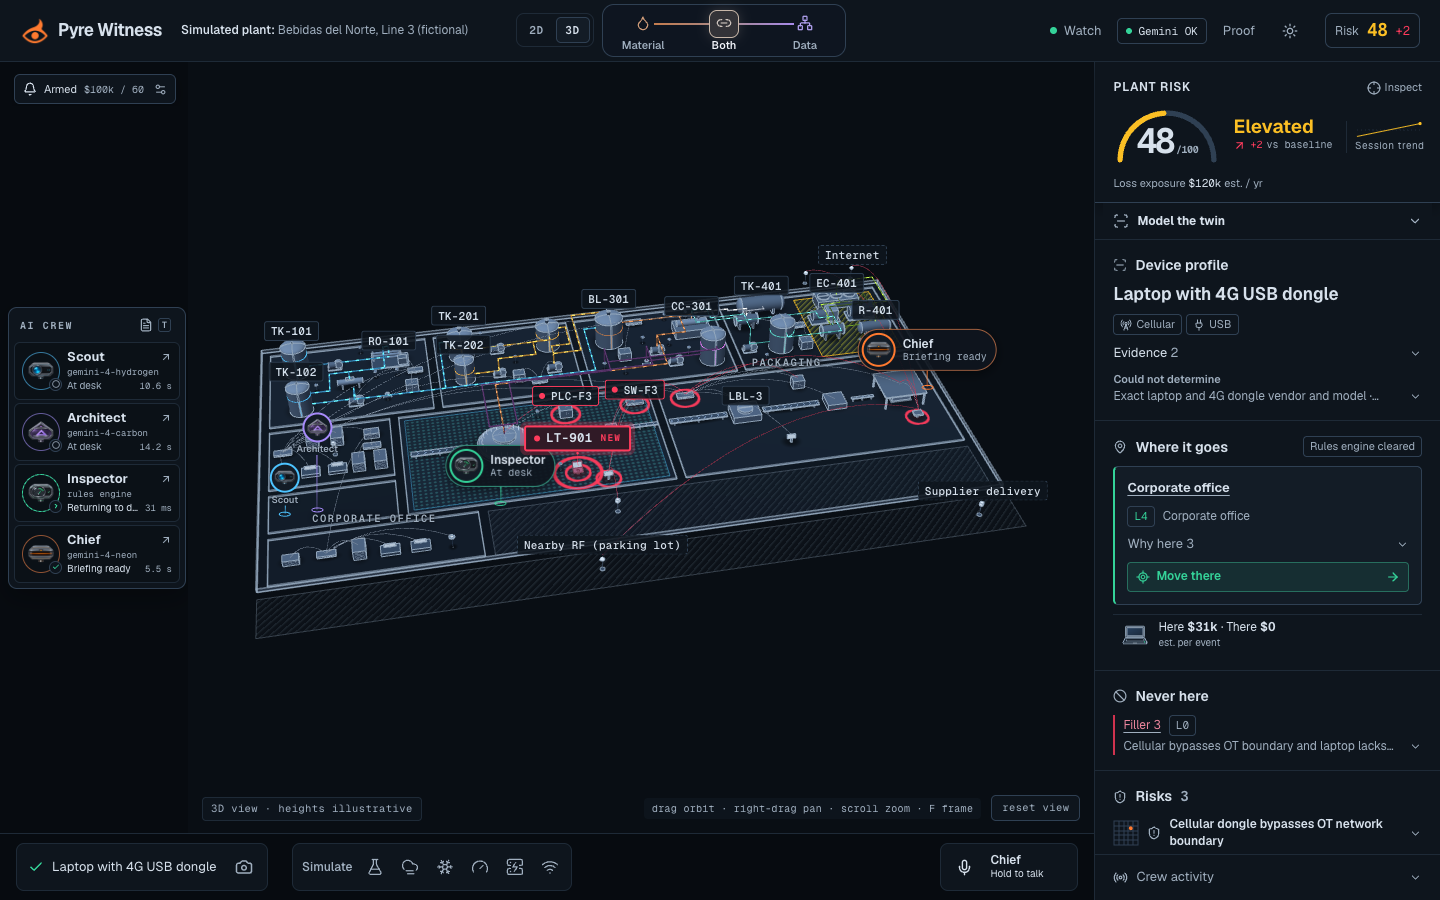 Pyre Witness
Simulated plant: Bebidas del Norte, Line 3 (fictional)
2D
3D
Material
Both
Data
Watch
Gemini OK
Proof
Risk 48 +2
Armed $100k / 60
AI CREW
T
Scout
gemini-4-hydrogen
At desk 10.6 s
Architect
gemini-4-carbon
At desk 14.2 s
Inspector
rules engine
Returning to d... 31 ms
Chief
gemini-4-neon
Briefing ready 5.5 s
Internet
TK-401
EC-401
BL-301
CC-301
R-401
TK-201
TK-101
RO-101
TK-202
TK-102
Chief
Briefing ready
PACKAGING
PLC-F3
SW-F3
LBL-3
LT-901 NEW
Architect
Inspector
At desk
Scout
CORPORATE OFFICE
Supplier delivery
Nearby RF (parking lot)
3D view · heights illustrative
drag orbit · right-drag pan · scroll zoom · F frame
reset view
Laptop with 4G USB dongle
Simulate
Chief
Hold to talk
PLANT RISK
Inspect
48 /100
Elevated
+2 vs baseline
Session trend
Loss exposure $120k est. / yr
Model the twin
Device profile
Laptop with 4G USB dongle
Cellular
USB
Evidence 2
Could not determine
Exact laptop and 4G dongle vendor and model ·...
Where it goes
Rules engine cleared
Corporate office
L4 Corporate office
Why here 3
Move there
Here $31k · There $0
est. per event
Never here
Filler 3 L0
Cellular bypasses OT boundary and laptop lacks...
Risks 3
Cellular dongle bypasses OT network
boundary
Crew activity